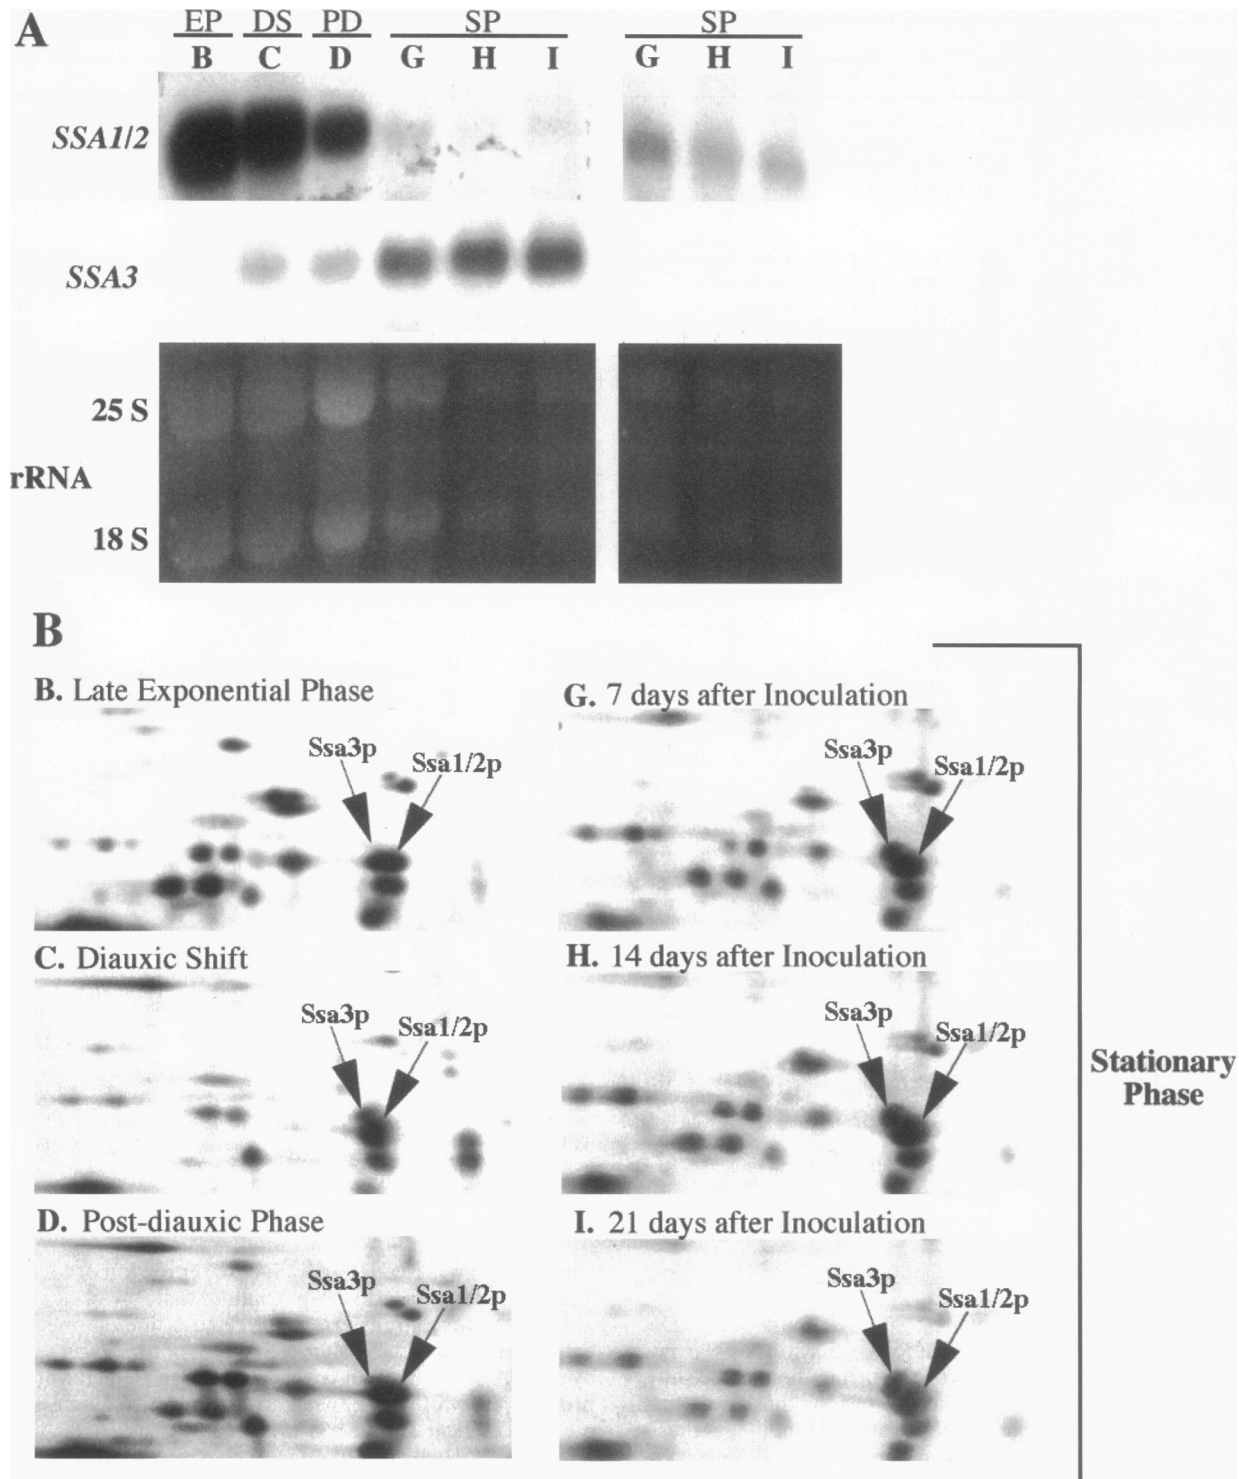 A
EP DS PD SP SP
B C D G H I G H I
SSA1/2
SSA3
25 S
rRNA
18 S
B
B. Late Exponential Phase
Ssa3p
Ssa1/2p
G. 7 days after Inoculation
Ssa3p
Ssa1/2p
C. Diauxic Shift
Ssa3p
Ssa1/2p
H. 14 days after Inoculation
Ssa3p
Ssa1/2p
D. Post-diauxic Phase
Ssa3p
Ssa1/2p
I. 21 days after Inoculation
Ssa3p
Ssa1/2p
Stationary
Phase